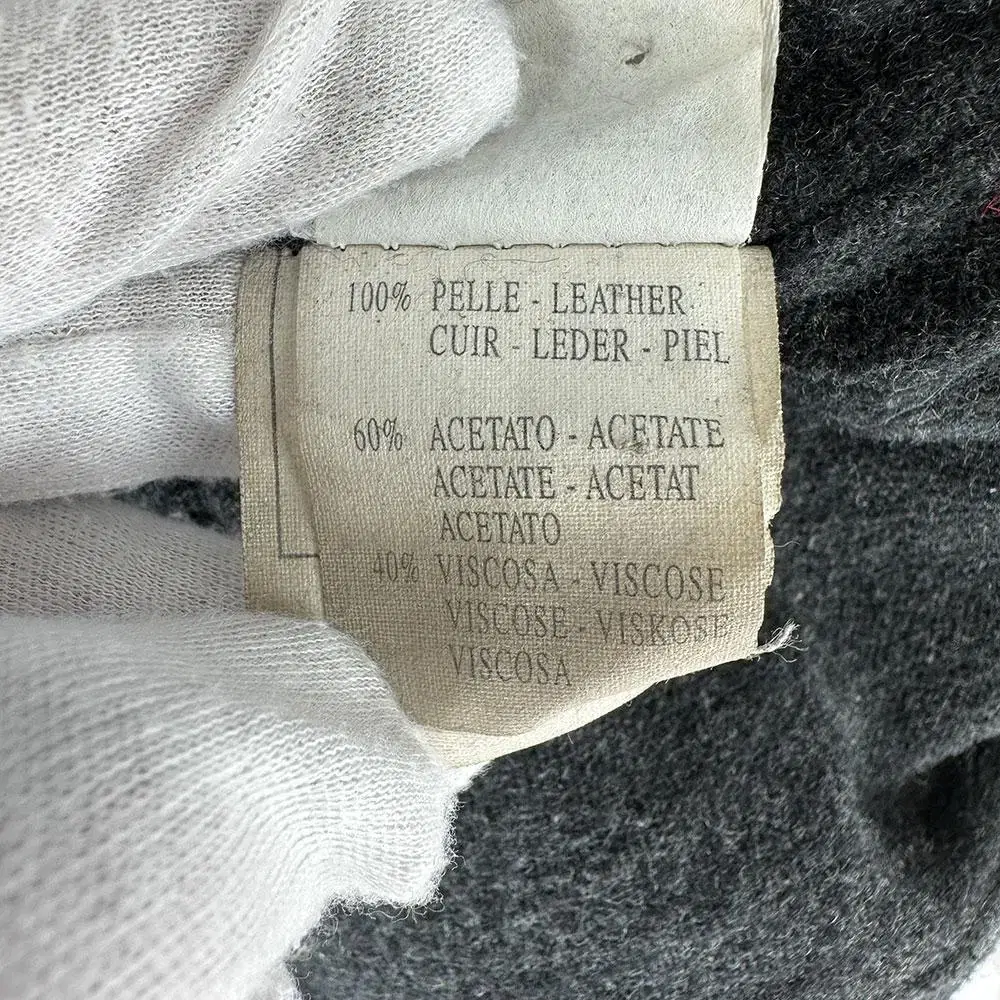 100% PELLE - LEATHER
CUIR - LEDER - PIEL
60% ACETATO - ACETATE
ACETATE - ACETAT
ACETATO
40% VISCOSA - VISCOSE
VISCOSE - VISKOSE
VISCOSA